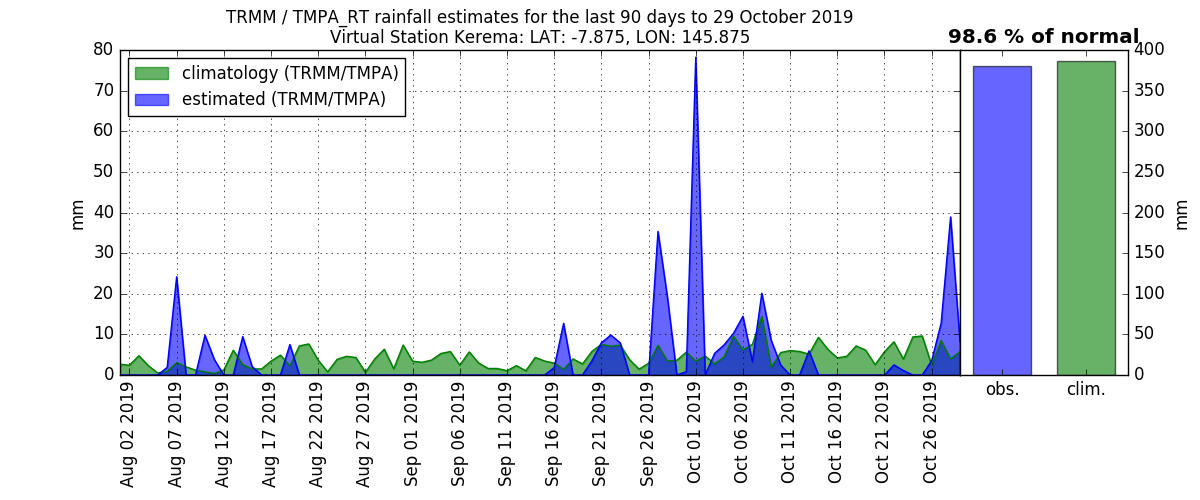 TRMM / TMPA_RT rainfall estimates for the last 90 days to 29 October 2019
Virtual Station Kerema: LAT: -7.875, LON: 145.875
98.6 % of normal
climatology (TRMM/TMPA)
estimated (TRMM/TMPA)
mm
80
70
60
50
40
30
20
10
0
Aug 02 2019
Aug 07 2019
Aug 12 2019
Aug 17 2019
Aug 22 2019
Aug 27 2019
Sep 01 2019
Sep 06 2019
Sep 11 2019
Sep 16 2019
Sep 21 2019
Sep 26 2019
Oct 01 2019
Oct 06 2019
Oct 11 2019
Oct 16 2019
Oct 21 2019
Oct 26 2019
obs.
clim.
400
350
300
250
200
150
100
50
0
mm